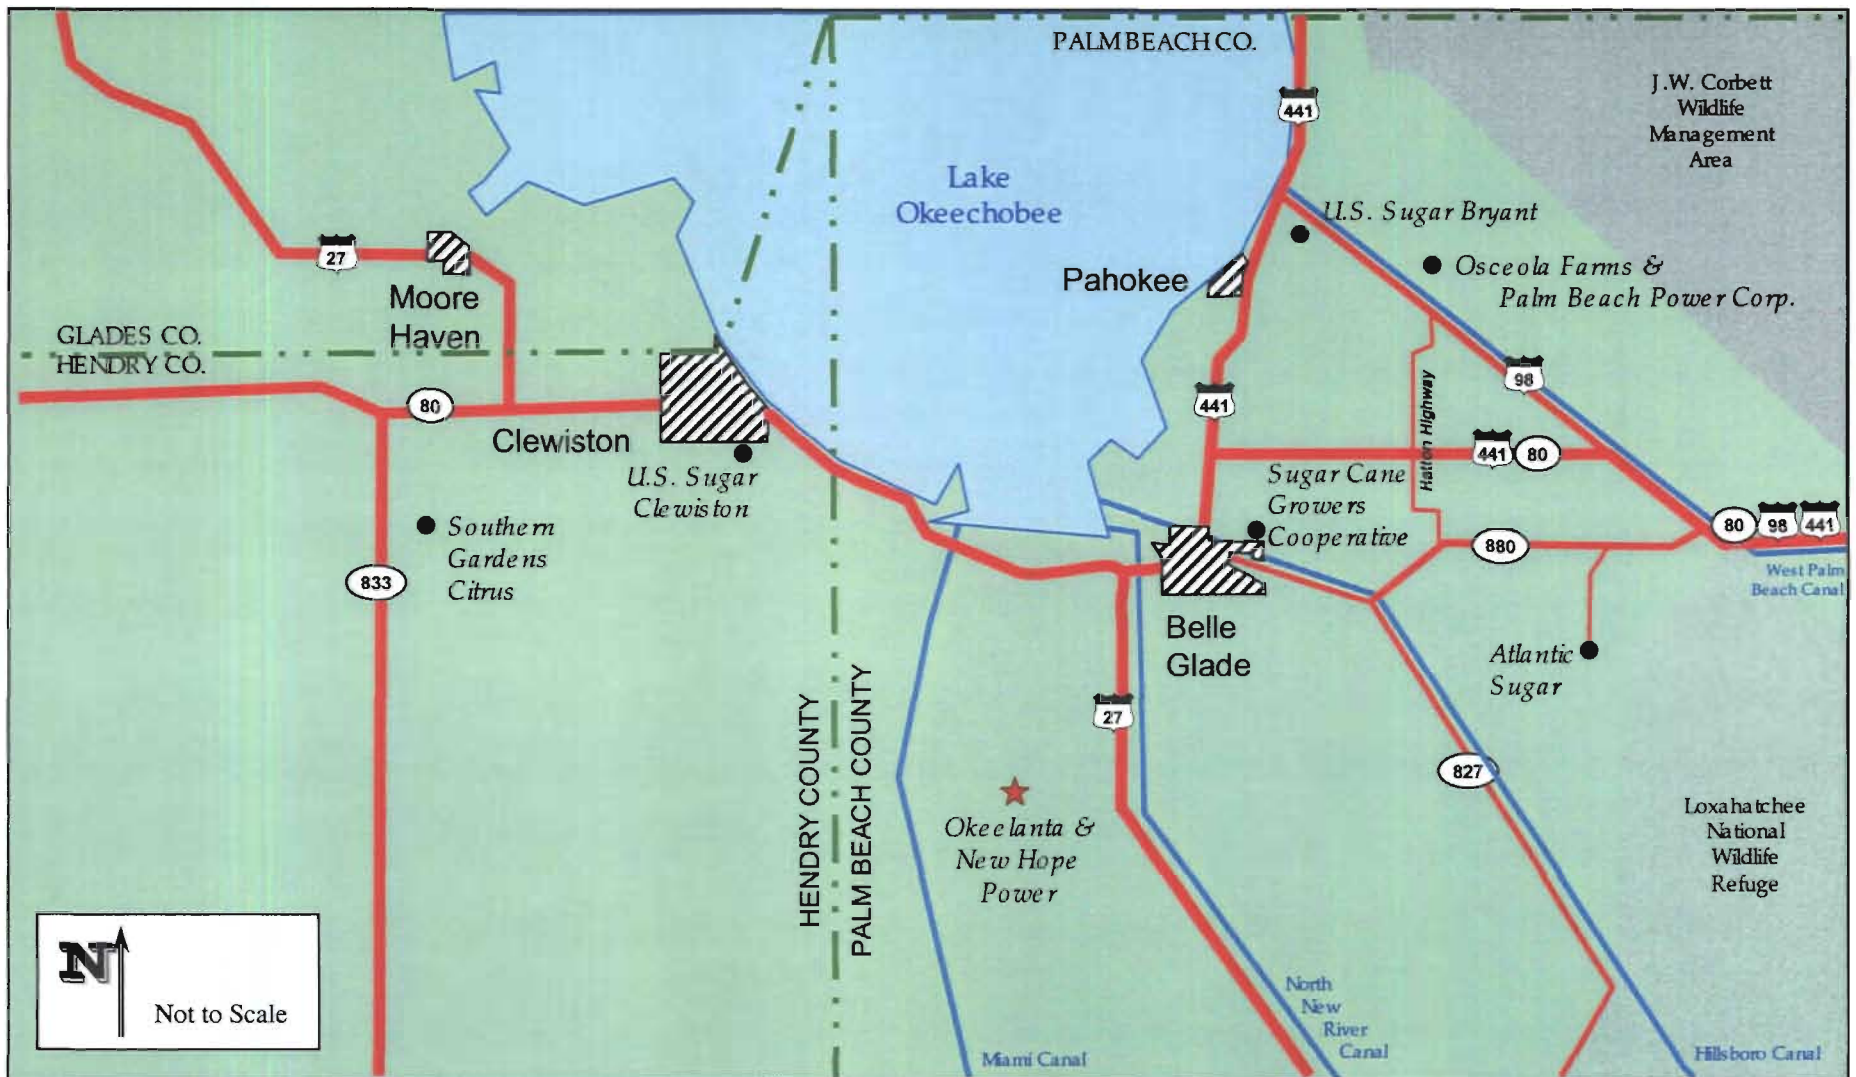 PALM BEACH CO.
J.W. Corbett
Wildlife
Management
Area
441
Lake
Okeechobee
U.S. Sugar Bryant
27
Moore
Haven
Pahokee
Osceola Farms &
Palm Beach Power Corp.
GLADES CO.
HENDRY CO.
98
80
441
Hatton Highway
Clewiston
U.S. Sugar
Clewiston
441 80
Sugar Cane
Growers
Cooperative
Southern
Gardens
Citrus
833
880
80 98 441
West Palm
Beach Canal
Belle
Glade
Atlantic
Sugar
27
HENDRY COUNTY
PALM BEACH COUNTY
827
Okeelanta &
New Hope
Power
Loxahatchee
National
Wildlife
Refuge
N
Not to Scale
North
New
River
Canal
Miami Canal
Hillsboro Canal